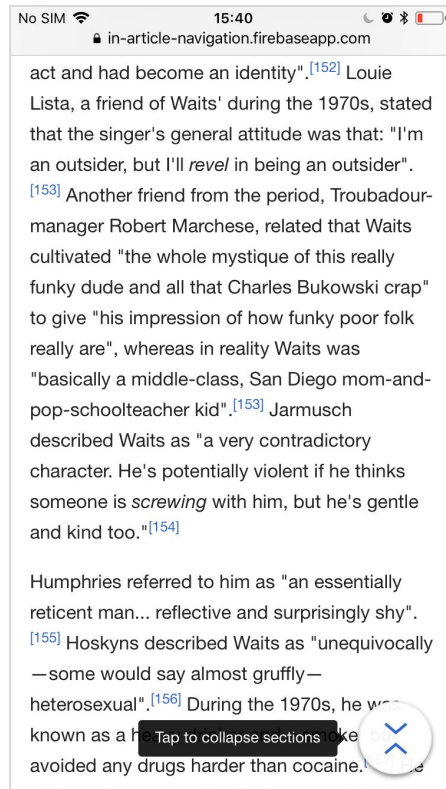 No SIM 15:40
in-article-navigation.firebaseapp.com
act and had become an identity".[152] Louie
Lista, a friend of Waits' during the 1970s, stated
that the singer's general attitude was that: "I'm
an outsider, but I'll revel in being an outsider".
[153] Another friend from the period, Troubadour-
manager Robert Marchese, related that Waits
cultivated "the whole mystique of this really
funky dude and all that Charles Bukowski crap"
to give "his impression of how funky poor folk
really are", whereas in reality Waits was
"basically a middle-class, San Diego mom-and-
pop-schoolteacher kid".[153] Jarmusch
described Waits as "a very contradictory
character. He's potentially violent if he thinks
someone is screwing with him, but he's gentle
and kind too."[154]
Humphries referred to him as "an essentially
reticent man... reflective and surprisingly shy".
[155] Hoskyns described Waits as "unequivocally
—some would say almost gruffly—
heterosexual".[156] During the 1970s, he was
known as a
Tap to collapse sections
avoided any drugs harder than cocaine.